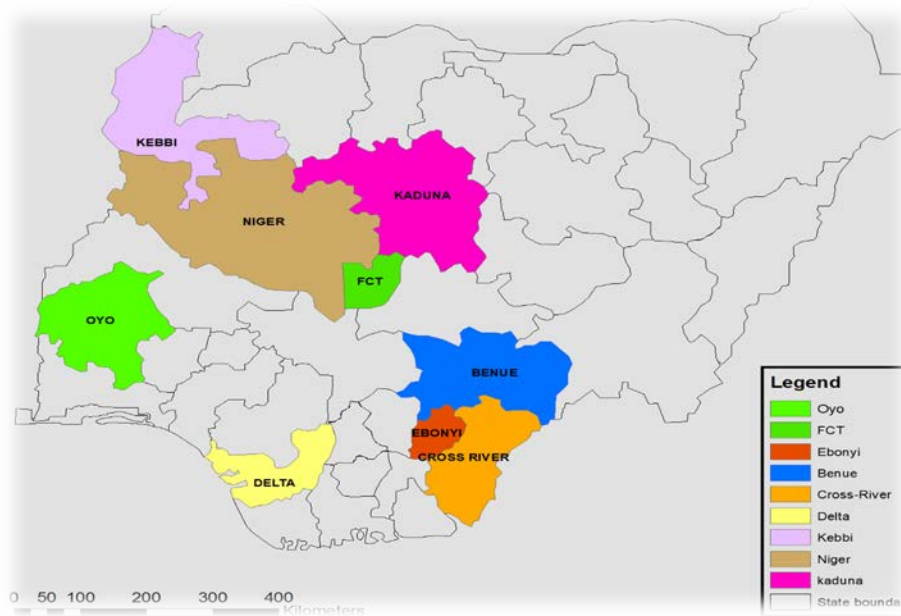 KEBBI
KADUNA
NIGER
FCT
OYO
BENUE
EBONYI
CROSS RIVER
DELTA
Legend
Oyo
FCT
Ebonyi
Benue
Cross-River
Delta
Kebbi
Niger
kaduna
State bounda
0 50 100 200 300 400
Kilometers